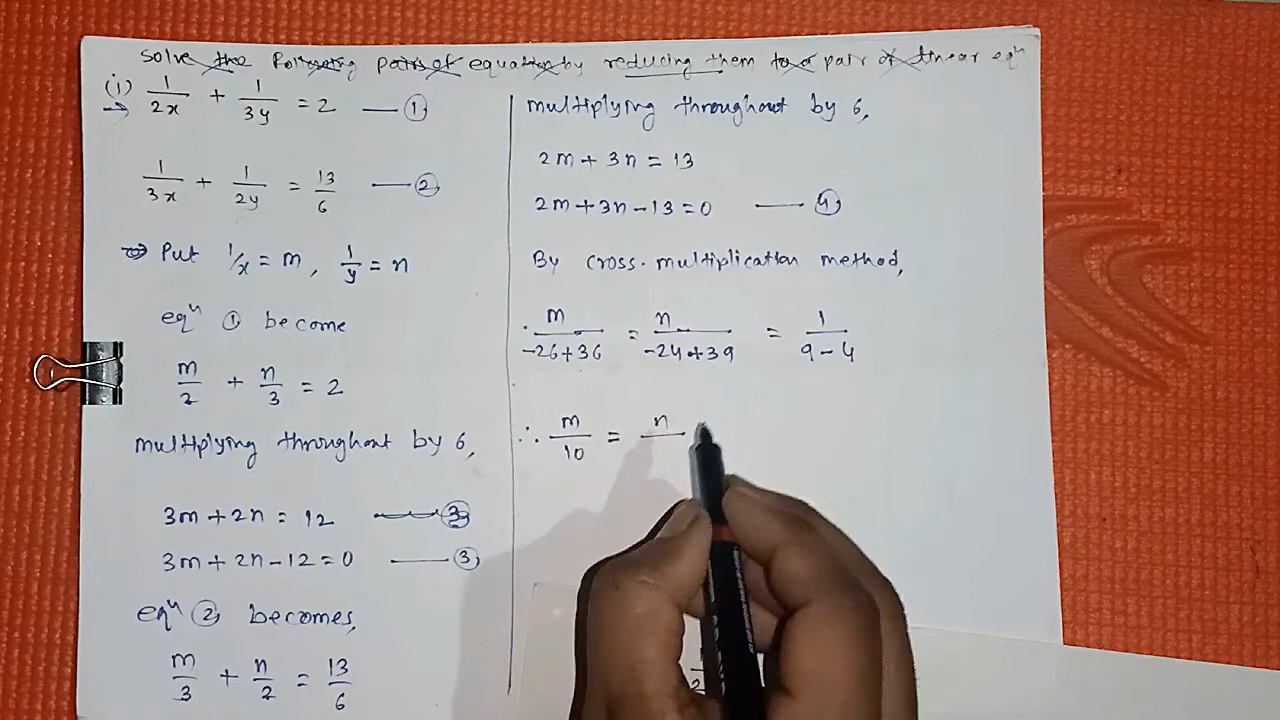 Solve the Following pairs of equation by reducing them to a pair of linear eqⁿ
(i) 1/2x + 1/3y = 2 — ①
1/3x + 1/2y = 13/6 — ②
⇒ Put 1/x = m, 1/y = n
eqⁿ ① become
m/2 + n/3 = 2
multiplying throughout by 6,
3m + 2n = 12 — ③
3m + 2n - 12 = 0 — ③
eqⁿ ② becomes,
m/3 + n/2 = 13/6
multiplying throughout by 6,
2m + 3n = 13
2m + 3n - 13 = 0 — ④
By cross. multiplication method,
m/-26+36 = n/-24+39 = 1/9-4
∴ m/10 = n